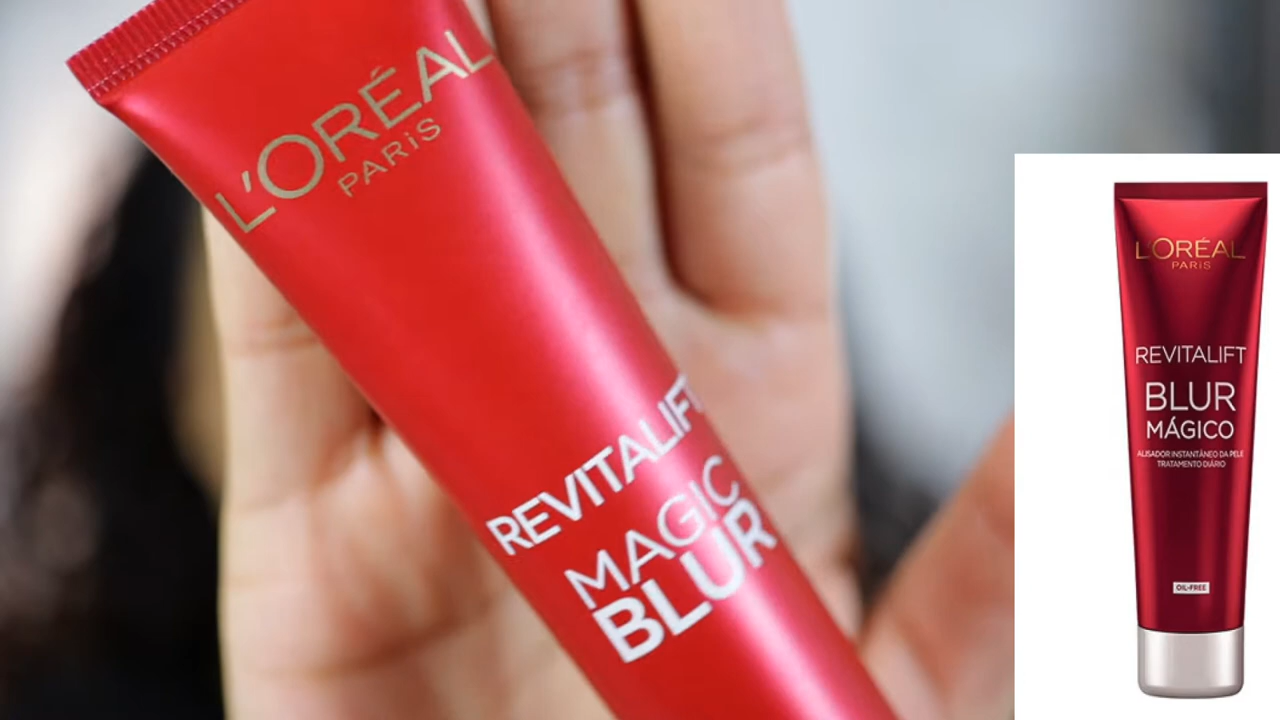 L'ORÉAL
PARiS
REVITALIFT
MAGIC
BLUR
L'ORÉAL
PARiS
REVITALIFT
BLUR
MÁGICO
ALISADOR INSTANTÂNEO DA PELE
TRATAMENTO DIÁRIO
OIL-FREE